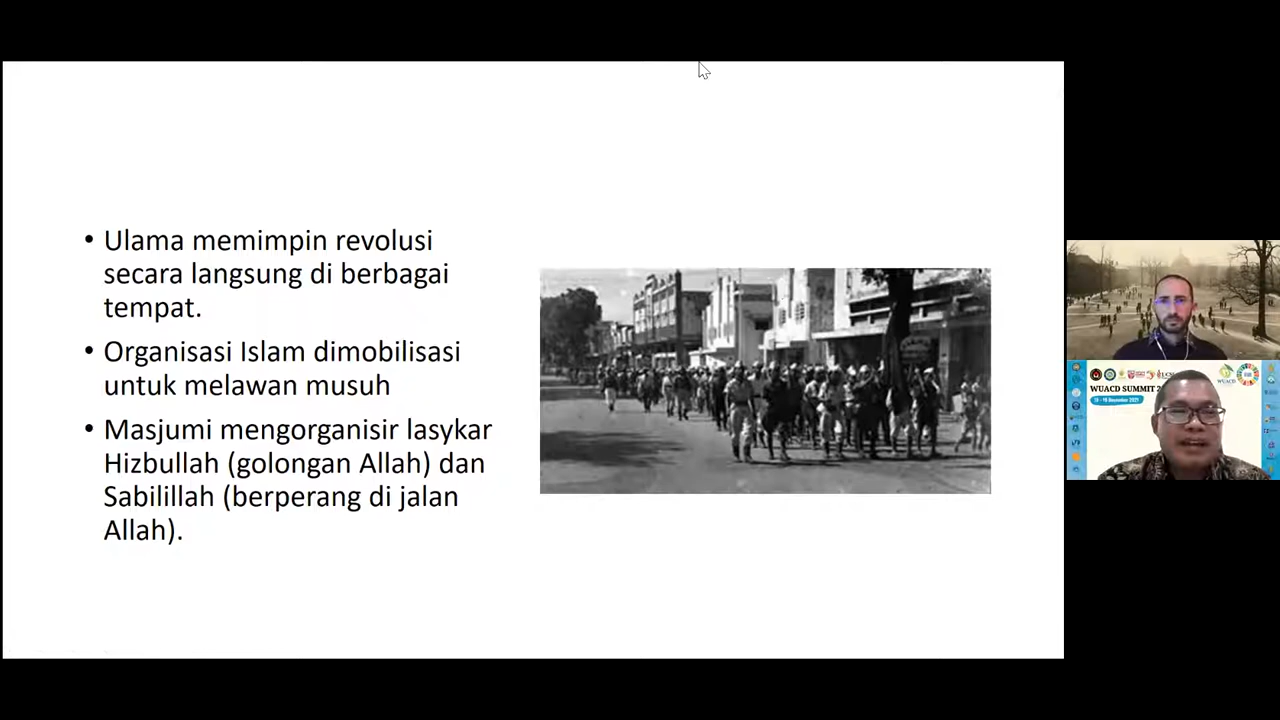 • Ulama memimpin revolusi
secara langsung di berbagai
tempat.
• Organisasi Islam dimobilisasi
untuk melawan musuh
• Masjumi mengorganisir lasykar
Hizbullah (golongan Allah) dan
Sabilillah (berperang di jalan
Allah).
WUACD SUMMIT 2